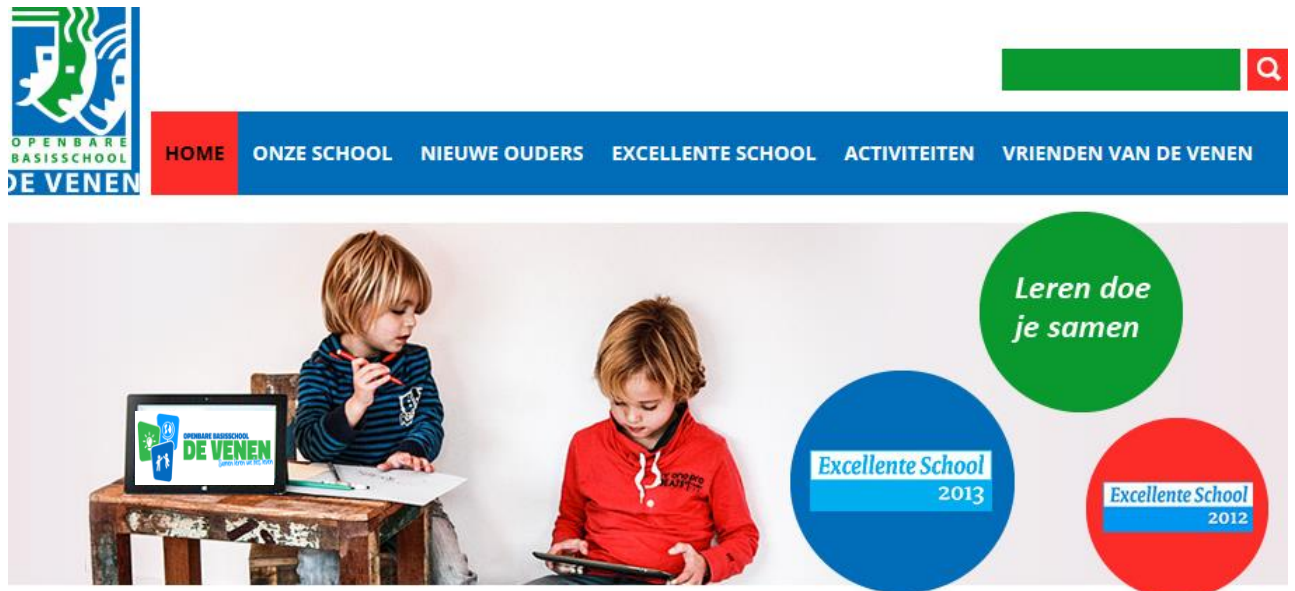 OPENBARE
BASISSCHOOL
DE VENEN
HOME ONZE SCHOOL NIEUWE OUDERS EXCELLENTE SCHOOL ACTIVITEITEN VRIENDEN VAN DE VENEN
Leren doe
je samen
OPENBARE BASISSCHOOL
DE VENEN
Excellente School
2013
Excellente School
2012